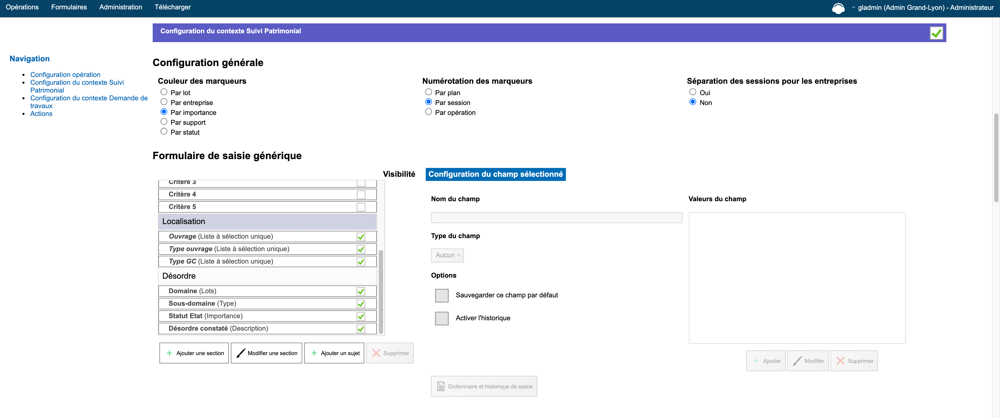 Opérations Formulaires Administration Télécharger gladmin (Admin Grand-Lyon) - Administrateur
Configuration du contexte Suivi Patrimonial
Navigation
Configuration opération
Configuration du contexte Suivi
Patrimonial
Configuration du contexte Demande de
travaux
Actions
Configuration générale
Couleur des marqueurs
Par lot
Par entreprise
Par importance
Par support
Par statut
Numérotation des marqueurs
Par plan
Par session
Par opération
Séparation des sessions pour les entreprises
Oui
Non
Formulaire de saisie générique
Visibilité
Critère 3
Critère 4
Critère 5
Localisation
Ouvrage (Liste à sélection unique)
Type ouvrage (Liste à sélection unique)
Type GC (Liste à sélection unique)
Désordre
Domaine (Lots)
Sous-domaine (Type)
Statut Etat (Importance)
Désordre constaté (Description)
Ajouter une section Modifier une section Ajouter un sujet Supprimer
Configuration du champ sélectionné
Nom du champ
Type du champ
Aucun
Options
Sauvegarder ce champ par défaut
Activer l'historique
Dictionnaire et historique de saisie
Valeurs du champ
Ajouter Modifier Supprimer